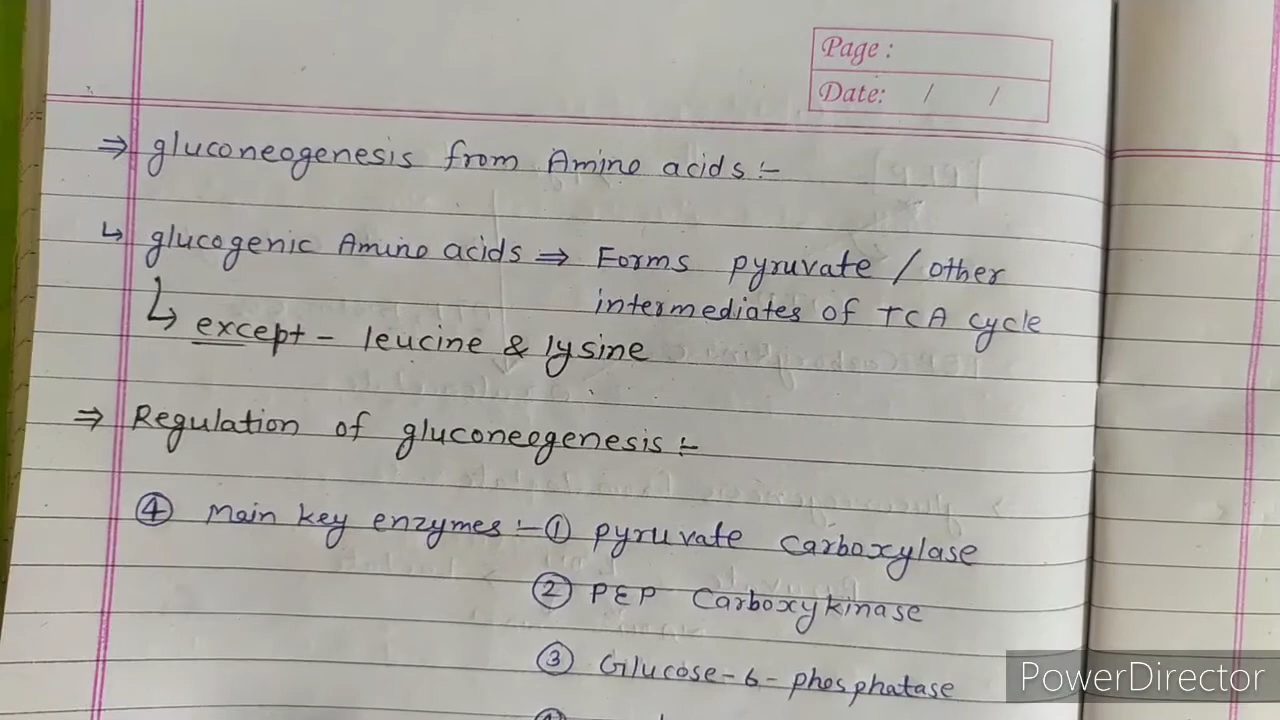 Page :
Date: / /
⇒ gluconeogenesis from Amino acids :-
↳ glucogenic Amino acids ⇒ Forms pyruvate / other
intermediates of TCA cycle
↳ except - leucine & lysine
⇒ Regulation of gluconeogenesis :-
④ main key enzymes :- ① pyruvate carboxylase
② PEP Carboxykinase
③ Glucose-6-phosphatase
④
PowerDirector